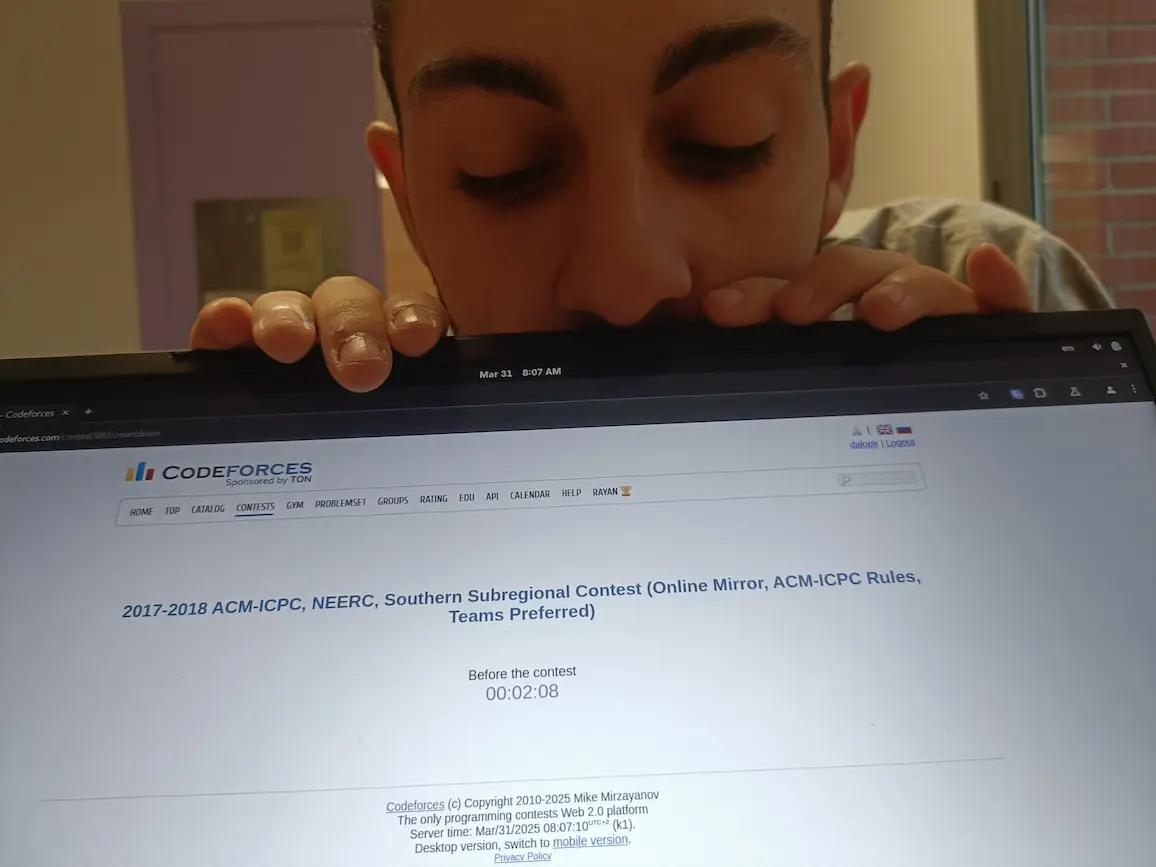 Mar 31 8:07 AM
en
- Codeforces × +
odeforces.com/contest/883/countdown
dalopir | Logout
CODEFORCES
Sponsored by TON
HOME TOP CATALOG CONTESTS GYM PROBLEMSET GROUPS RATING EDU API CALENDAR HELP RAYAN
2017-2018 ACM-ICPC, NEERC, Southern Subregional Contest (Online Mirror, ACM-ICPC Rules,
Teams Preferred)
Before the contest
00:02:08
Codeforces (c) Copyright 2010-2025 Mike Mirzayanov
The only programming contests Web 2.0 platform
Server time: Mar/31/2025 08:07:10 UTC+2 (k1).
Desktop version, switch to mobile version.
Privacy Policy